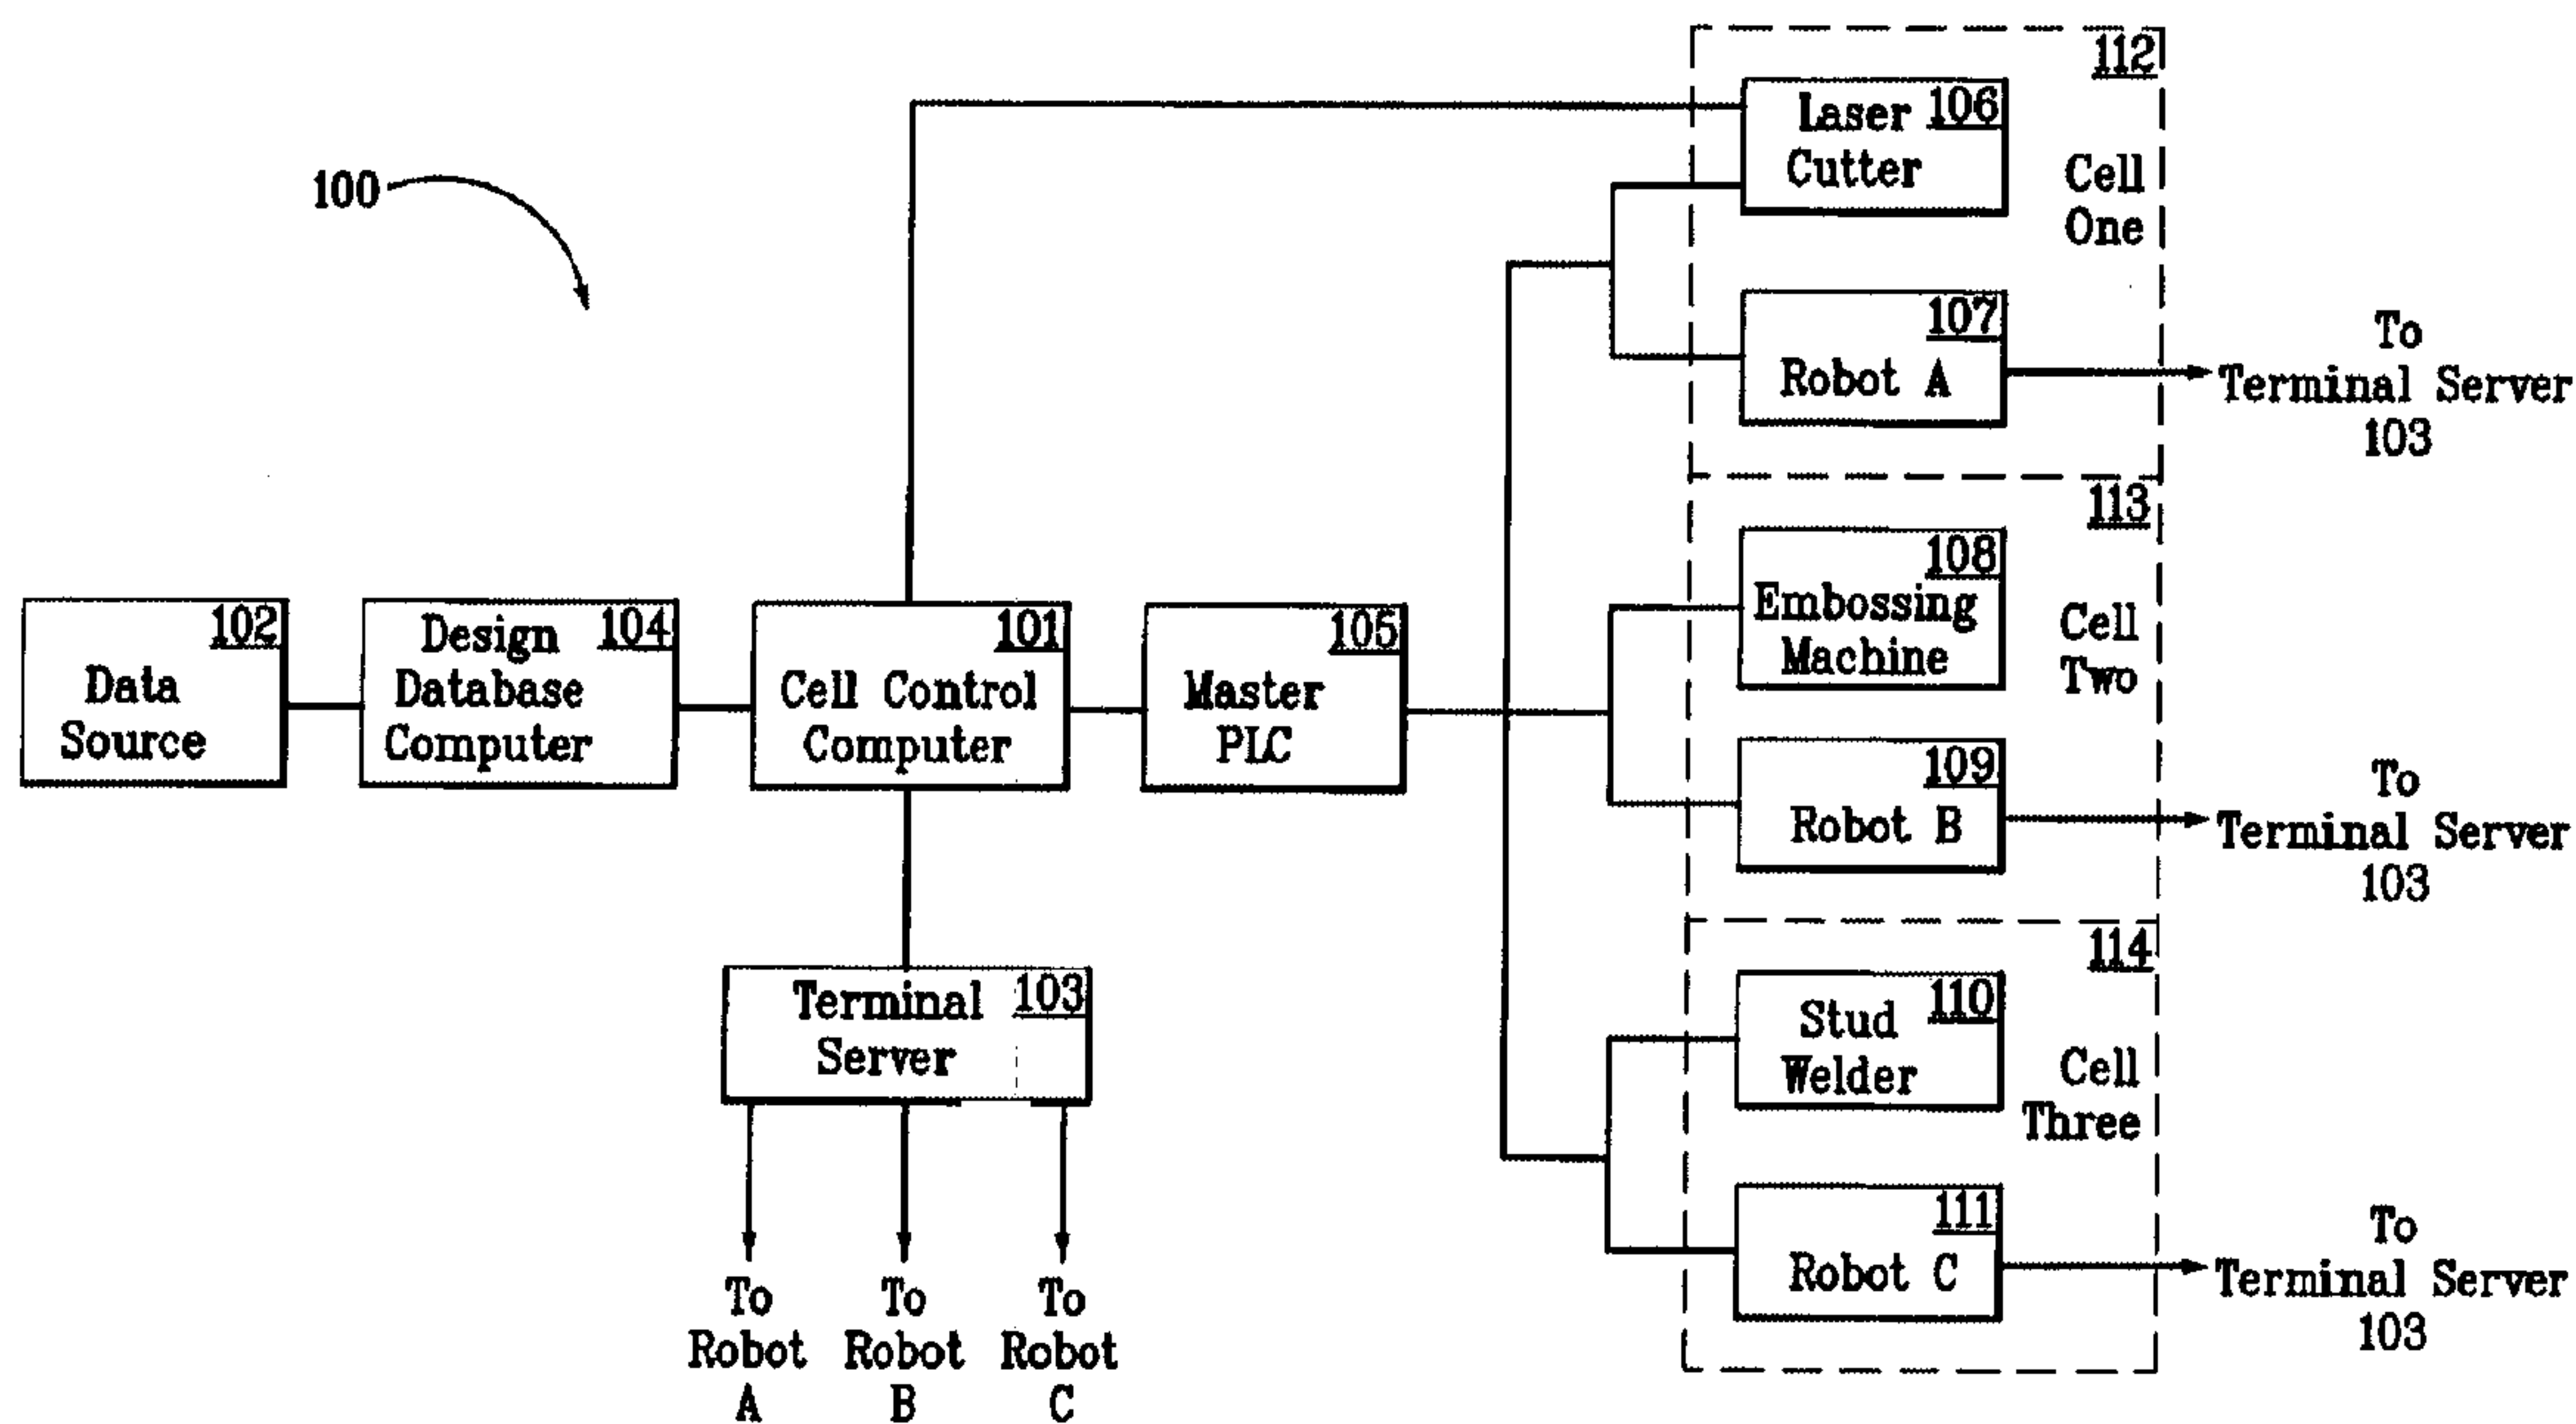 112
Laser 106
Cutter
Cell
One
100
107
Robot A
To
Terminal Server
103
113
108
Embossing
Machine
Cell
Two
102
Data
Source
Design 104
Database
Computer
101
Cell Control
Computer
105
Master
PLC
109
Robot B
To
Terminal Server
103
114
Terminal 103
Server
Stud 110
Welder
Cell
Three
111
Robot C
To
Terminal Server
103
To
Robot
A
To
Robot
B
To
Robot
C